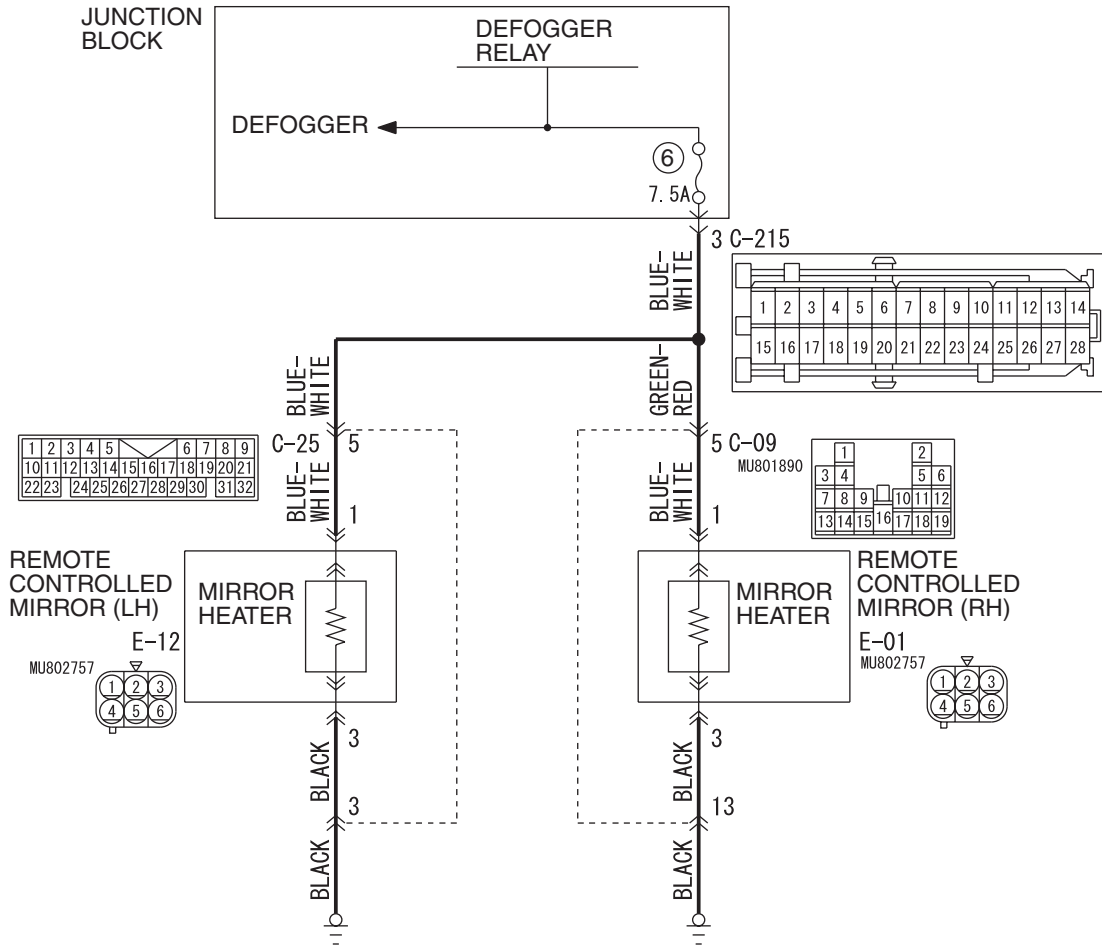 JUNCTION
BLOCK
DEFOGGER
RELAY
DEFOGGER
6
7.5A
3 C-215
BLUE-
WHITE
1 2 3 4 5 6 7 8 9 10 11 12 13 14
15 16 17 18 19 20 21 22 23 24 25 26 27 28
BLUE-
WHITE
GREEN-
RED
C-25 5
1 2 3 4 5 6 7 8 9
10 11 12 13 14 15 16 17 18 19 20 21
22 23 24 25 26 27 28 29 30 31 32
5 C-09
MU801890
1 2
3 4 5 6
7 8 9 10 11 12
13 14 15 16 17 18 19
BLUE-
WHITE
1
BLUE-
WHITE
1
REMOTE
CONTROLLED
MIRROR (LH)
E-12
MU802757
1 2 3
4 5 6
MIRROR
HEATER
MIRROR
HEATER
REMOTE
CONTROLLED
MIRROR (RH)
E-01
MU802757
1 2 3
4 5 6
3
BLACK
3
BLACK
3
BLACK
13
BLACK